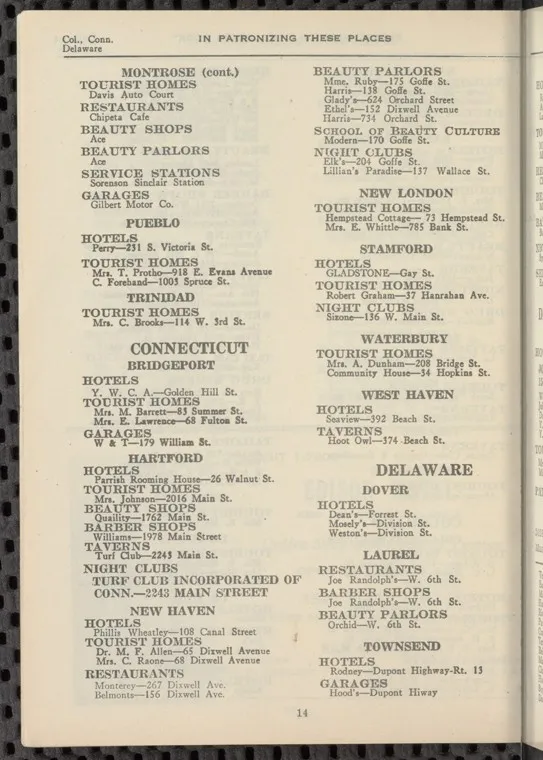 Col., Conn.
Delaware
IN PATRONIZING THESE PLACES
MONTROSE (cont.)
TOURIST HOMES
Davis Auto Court
RESTAURANTS
Chipeta Cafe
BEAUTY SHOPS
Ace
BEAUTY PARLORS
Ace
SERVICE STATIONS
Sorenson Sinclair Station
GARAGES
Gilbert Motor Co.
PUEBLO
HOTELS
Perry—231 S. Victoria St.
TOURIST HOMES
Mrs. T. Protho—918 E. Evans Avenue
C. Forehand—1003 Spruce St.
TRINIDAD
TOURIST HOMES
Mrs. C. Brooks—114 W. 3rd St.
CONNECTICUT
BRIDGEPORT
HOTELS
Y. W. C. A.—Golden Hill St.
TOURIST HOMES
Mrs. M. Barrett—83 Summer St.
Mrs. E. Lawrence—68 Fulton St.
GARAGES
W & T—179 William St.
HARTFORD
HOTELS
Parrish Rooming House—26 Walnut St.
TOURIST HOMES
Mrs. Johnson—2016 Main St.
BEAUTY SHOPS
Quaility—1762 Main St.
BARBER SHOPS
Williams—1978 Main Street
TAVERNS
Turf Club—2243 Main St.
NIGHT CLUBS
TURF CLUB INCORPORATED OF
CONN.—2243 MAIN STREET
NEW HAVEN
HOTELS
Phillis Wheatley—108 Canal Street
TOURIST HOMES
Dr. M. F. Allen—65 Dixwell Avenue
Mrs. C. Raone—68 Dixwell Avenue
RESTAURANTS
Monterey—267 Dixwell Ave.
Belmonts—156 Dixwell Ave.
BEAUTY PARLORS
Mme. Ruby—175 Goffe St.
Harris—138 Goffe St.
Glady's—624 Orchard Street
Ethel's—152 Dixwell Avenue
Harris—734 Orchard St.
SCHOOL OF BEAUTY CULTURE
Modern—170 Goffe St.
NIGHT CLUBS
Elk's—204 Goffe St.
Lillian's Paradise—137 Wallace St.
NEW LONDON
TOURIST HOMES
Hempstead Cottage— 73 Hempstead St.
Mrs. E. Whittle—785 Bank St.
STAMFORD
HOTELS
GLADSTONE—Gay St.
TOURIST HOMES
Robert Graham—37 Hanrahan Ave.
NIGHT CLUBS
Sizone—136 W. Main St.
WATERBURY
TOURIST HOMES
Mrs. A. Dunham—208 Bridge St.
Community House—34 Hopkins St.
WEST HAVEN
HOTELS
Seaview—392 Beach St.
TAVERNS
Hoot Owl—374 Beach St.
DELAWARE
DOVER
HOTELS
Dean's—Forrest St.
Mosely's—Division St.
Weston's—Division St.
LAUREL
RESTAURANTS
Joe Randolph's—W. 6th St.
BARBER SHOPS
Joe Randolph's—W. 6th St.
BEAUTY PARLORS
Orchid—W. 6th St.
TOWNSEND
HOTELS
Rodney—Dupont Highway-Rt. 13
GARAGES
Hood's—Dupont Hiway
14